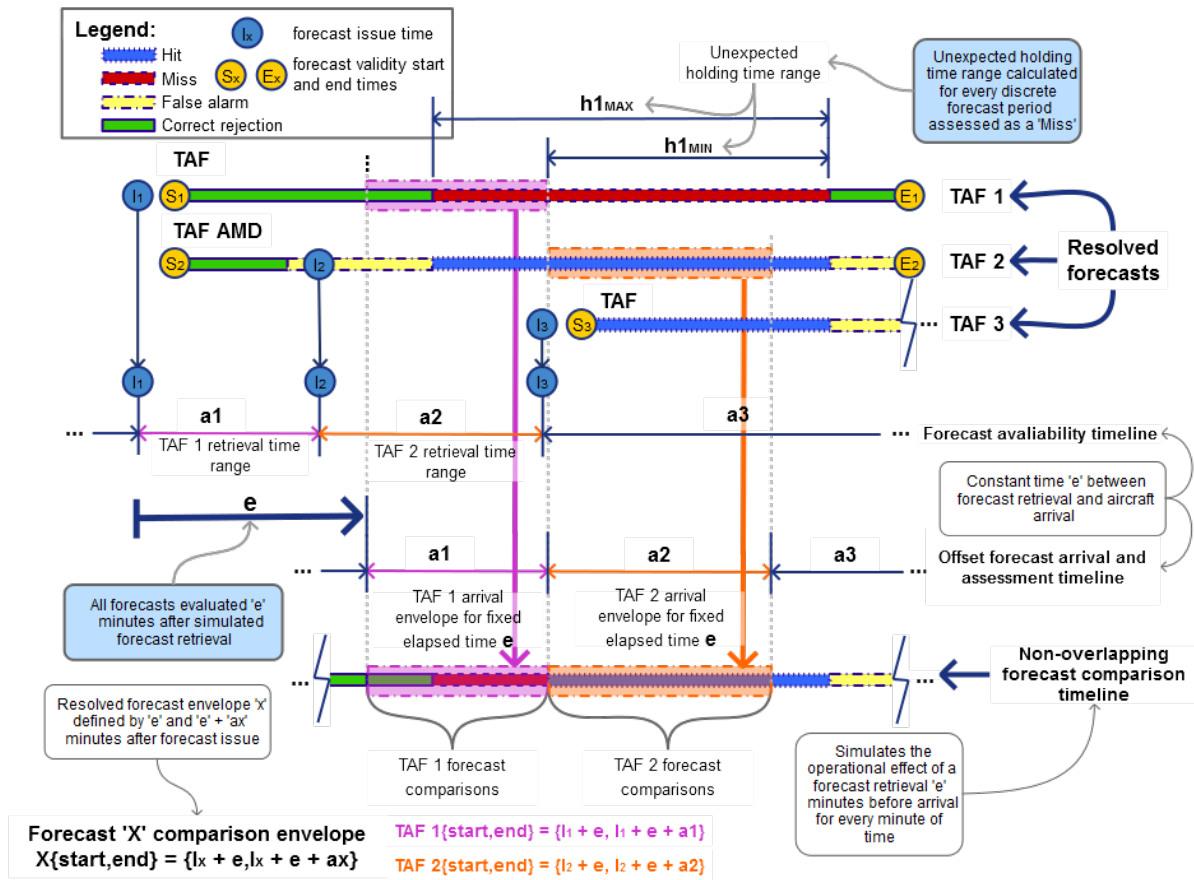 Legend:
Iₓ
forecast issue time
Hit
Miss
Sₓ
Eₓ
forecast validity start
and end times
False alarm
Correct rejection
Unexpected
holding time range
Unexpected holding
time range calculated
for every discrete
forecast period
assessed as a 'Miss'
h1MAX
h1MIN
TAF
I₁
S₁
E₁
TAF 1
TAF AMD
S₂
I₂
E₂
TAF 2
Resolved
forecasts
TAF
I₃
S₃
...
TAF 3
I₁
I₂
I₃
a1
a2
a3
...
TAF 1 retrieval time
range
TAF 2 retrieval time
range
...
Forecast avaliability timeline
e
Constant time 'e' between
forecast retrieval and aircraft
arrival
...
a1
a2
a3
...
Offset forecast arrival and
assessment timeline
All forecasts evaluated 'e'
minutes after simulated
forecast retrieval
TAF 1 arrival
envelope for fixed
elapsed time e
TAF 2 arrival
envelope for fixed
elapsed time e
...
...
Non-overlapping
forecast comparison
timeline
Resolved forecast envelope 'x'
defined by 'e' and 'e' + 'ax'
minutes after forecast issue
TAF 1 forecast
comparisons
TAF 2 forecast
comparisons
Simulates the
operational effect of a
forecast retrieval 'e'
minutes before arrival
for every minute of
time
Forecast 'X' comparison envelope
X{start,end} = {Iₓ + e,Iₓ + e + ax}
TAF 1{start,end} = {I₁ + e, I₁ + e + a1}
TAF 2{start,end} = {I₂ + e, I₂ + e + a2}